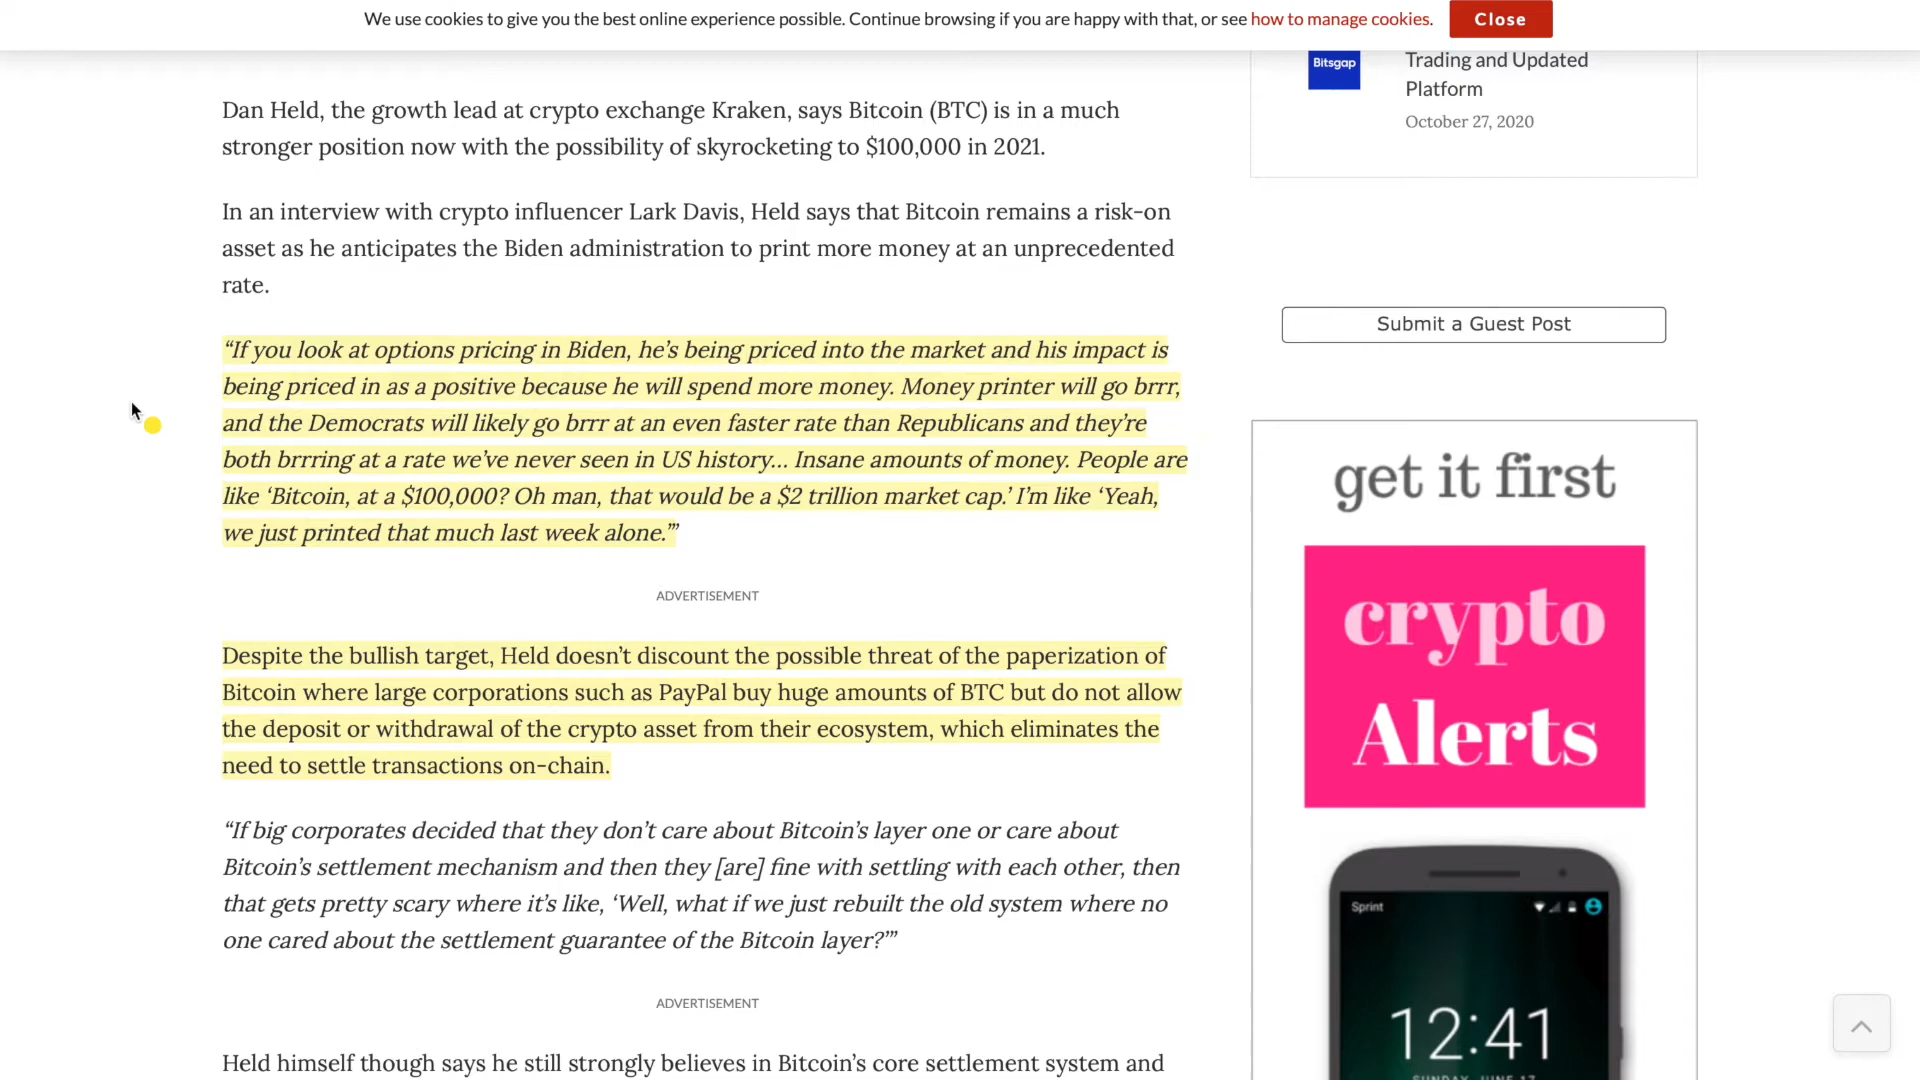 We use cookies to give you the best online experience possible. Continue browsing if you are happy with that, or see how to manage cookies.
Close
Bitsgap
Trading and Updated
Platform
October 27, 2020
Dan Held, the growth lead at crypto exchange Kraken, says Bitcoin (BTC) is in a much
stronger position now with the possibility of skyrocketing to $100,000 in 2021.
In an interview with crypto influencer Lark Davis, Held says that Bitcoin remains a risk-on
asset as he anticipates the Biden administration to print more money at an unprecedented
rate.
“If you look at options pricing in Biden, he’s being priced into the market and his impact is
being priced in as a positive because he will spend more money. Money printer will go brrr,
and the Democrats will likely go brrr at an even faster rate than Republicans and they’re
both brrring at a rate we’ve never seen in US history… Insane amounts of money. People are
like ‘Bitcoin, at a $100,000? Oh man, that would be a $2 trillion market cap.’ I’m like ‘Yeah,
we just printed that much last week alone.’”
ADVERTISEMENT
Despite the bullish target, Held doesn’t discount the possible threat of the paperization of
Bitcoin where large corporations such as PayPal buy huge amounts of BTC but do not allow
the deposit or withdrawal of the crypto asset from their ecosystem, which eliminates the
need to settle transactions on-chain.
“If big corporates decided that they don’t care about Bitcoin’s layer one or care about
Bitcoin’s settlement mechanism and then they [are] fine with settling with each other, then
that gets pretty scary where it’s like, ‘Well, what if we just rebuilt the old system where no
one cared about the settlement guarantee of the Bitcoin layer?’”
ADVERTISEMENT
Held himself though says he still strongly believes in Bitcoin’s core settlement system and
Submit a Guest Post
get it first
crypto
Alerts
Sprint
12:41
SUNDAY, JUNE 17